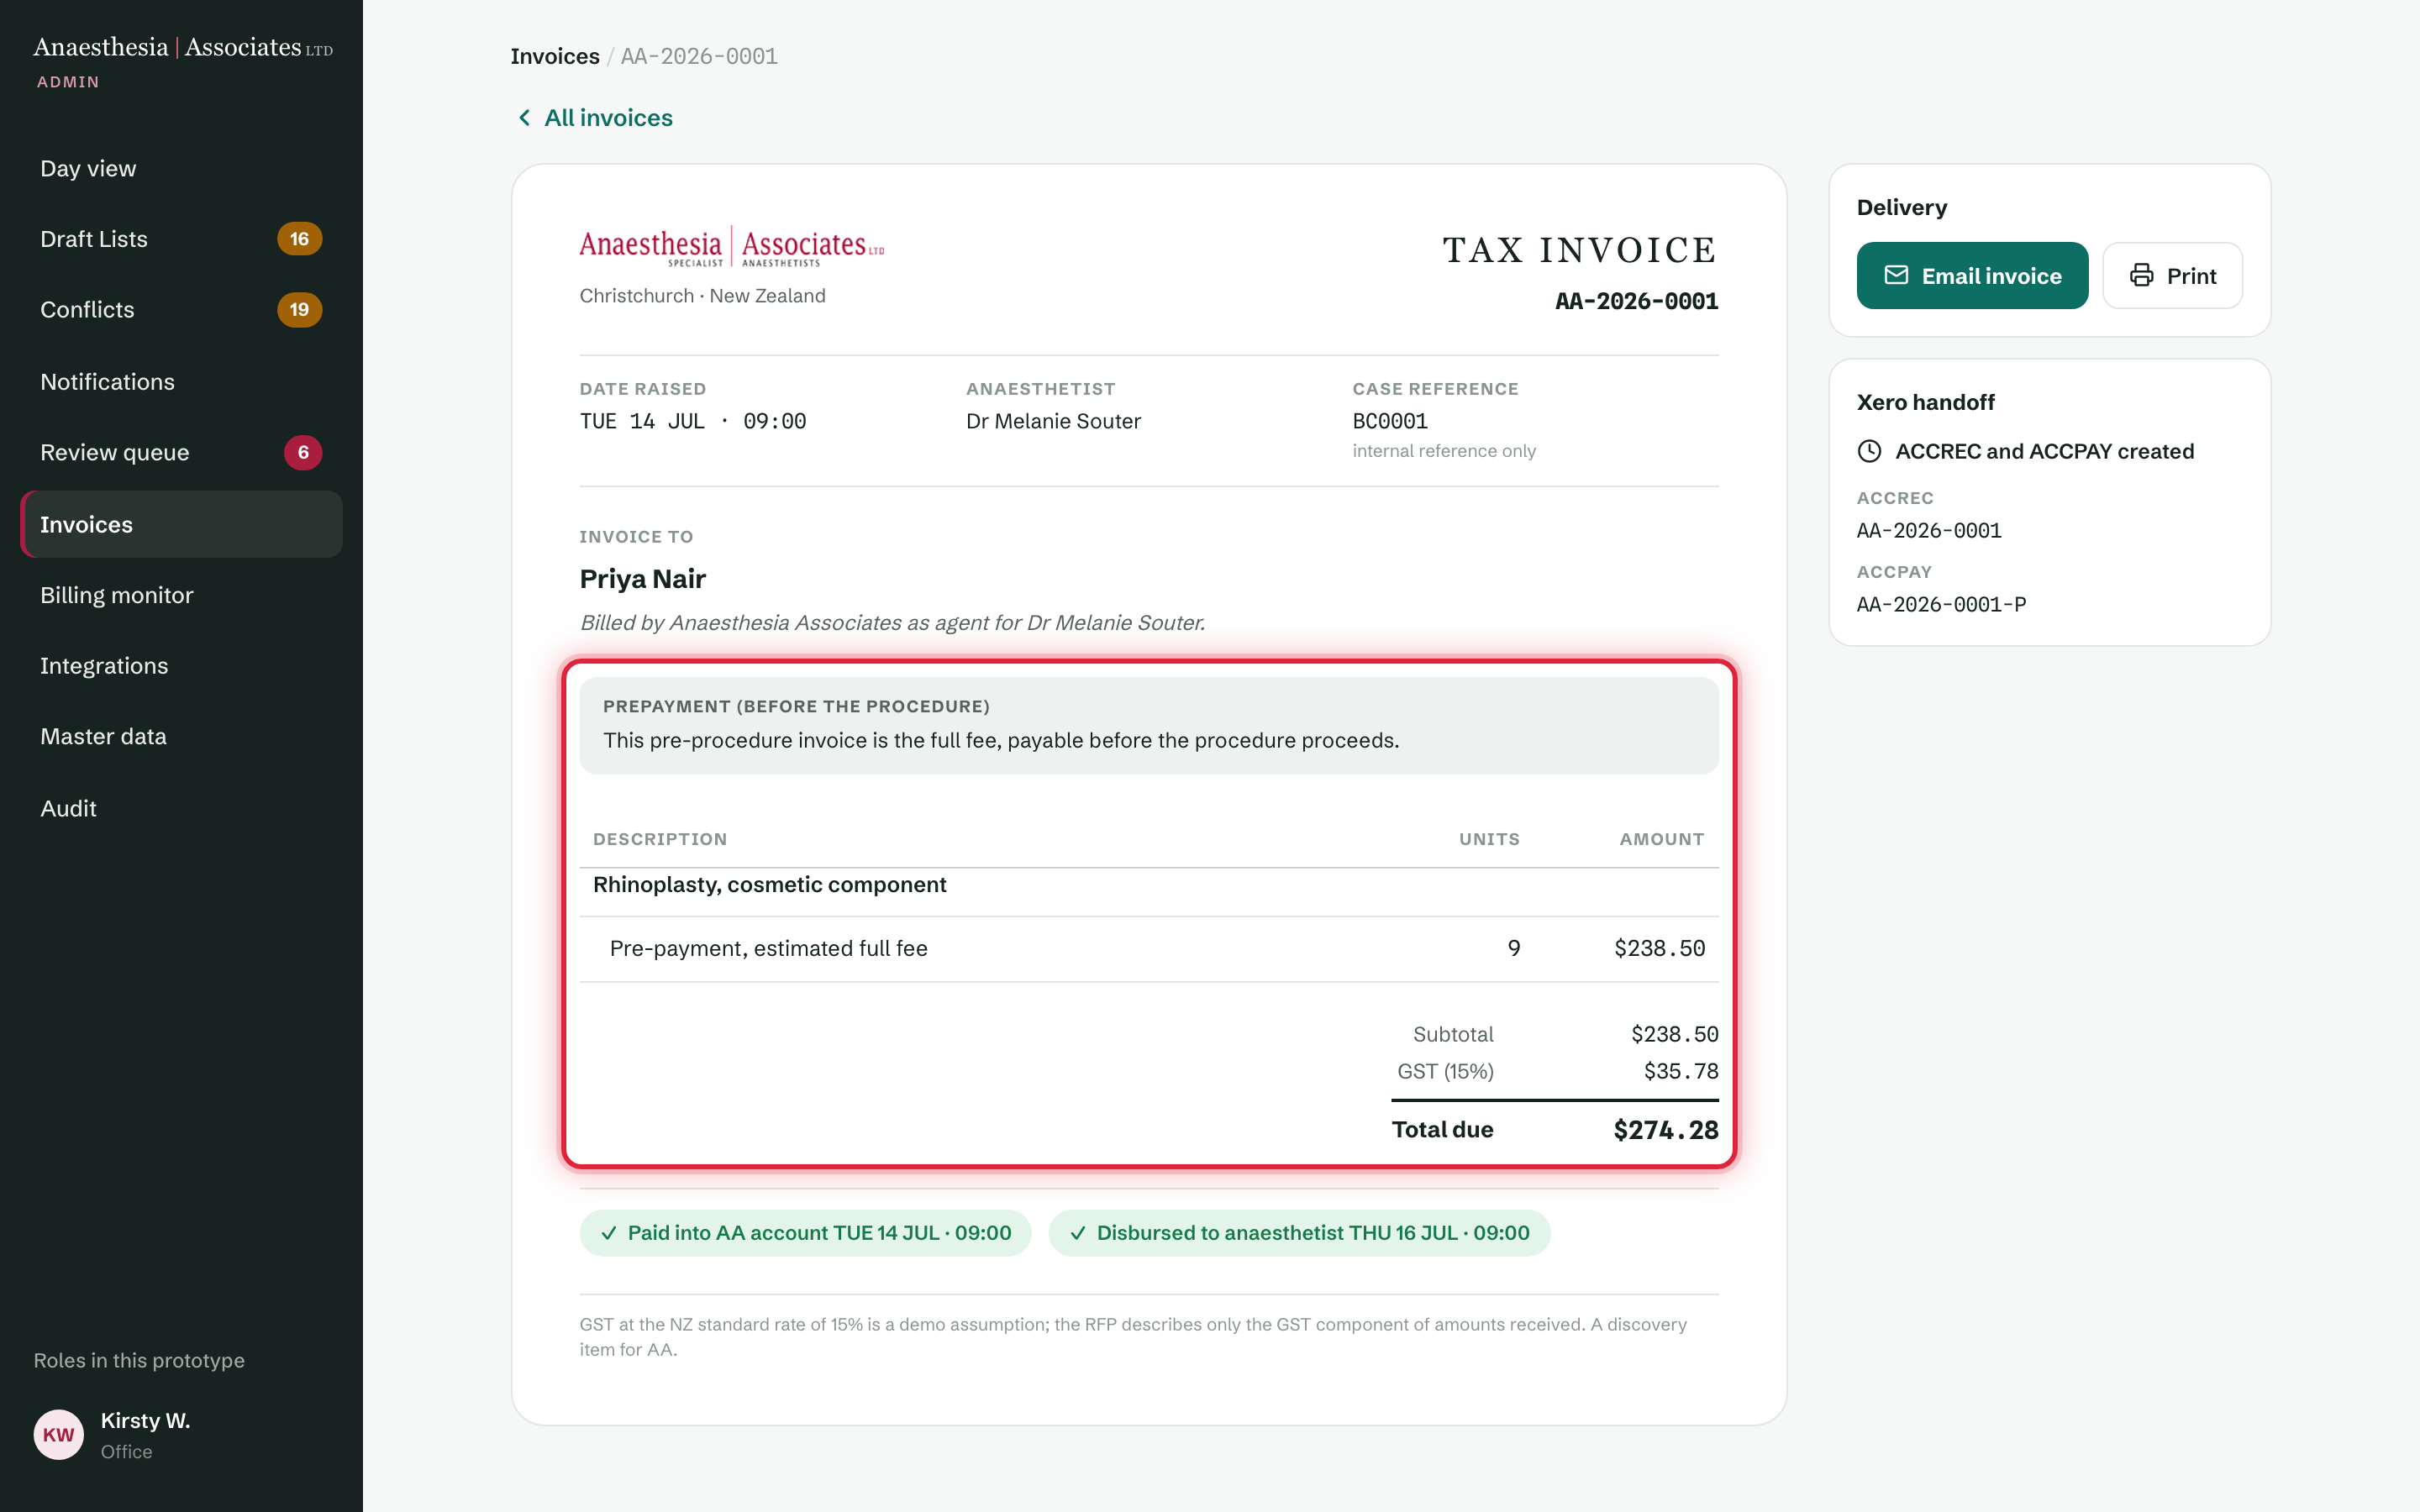 Anaesthesia | Associates LTD
ADMIN
Day view
Draft Lists 16
Conflicts 19
Notifications
Review queue 6
Invoices
Billing monitor
Integrations
Master data
Audit
Roles in this prototype
KW
Kirsty W.
Office
Invoices / AA-2026-0001
All invoices
Anaesthesia | Associates LTD
SPECIALIST ANAESTHETISTS
Christchurch · New Zealand
TAX INVOICE
AA-2026-0001
DATE RAISED
TUE 14 JUL · 09:00
ANAESTHETIST
Dr Melanie Souter
CASE REFERENCE
BC0001
internal reference only
INVOICE TO
Priya Nair
Billed by Anaesthesia Associates as agent for Dr Melanie Souter.
PREPAYMENT (BEFORE THE PROCEDURE)
This pre-procedure invoice is the full fee, payable before the procedure proceeds.
DESCRIPTION UNITS AMOUNT
Rhinoplasty, cosmetic component
Pre-payment, estimated full fee 9 $238.50
Subtotal $238.50
GST (15%) $35.78
Total due $274.28
Paid into AA account TUE 14 JUL · 09:00
Disbursed to anaesthetist THU 16 JUL · 09:00
GST at the NZ standard rate of 15% is a demo assumption; the RFP describes only the GST component of amounts received. A discovery
item for AA.
Delivery
Email invoice
Print
Xero handoff
ACCREC and ACCPAY created
ACCREC
AA-2026-0001
ACCPAY
AA-2026-0001-P